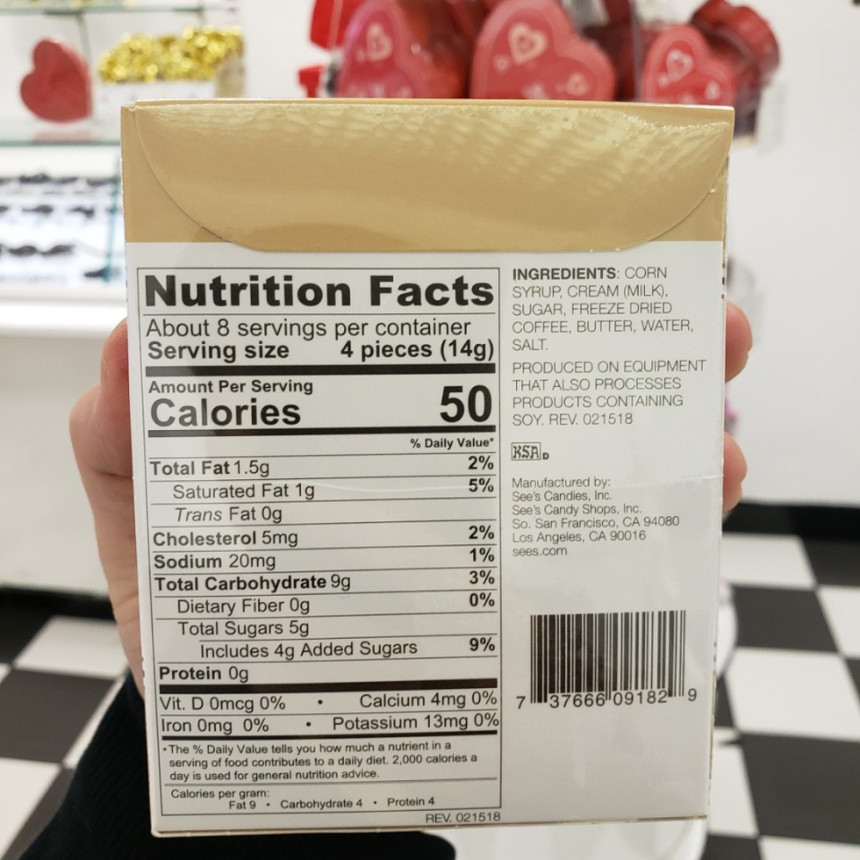 Nutrition Facts
About 8 servings per container
Serving size 4 pieces (14g)
Amount Per Serving
Calories 50
% Daily Value*
Total Fat 1.5g 2%
Saturated Fat 1g 5%
Trans Fat 0g
Cholesterol 5mg 2%
Sodium 20mg 1%
Total Carbohydrate 9g 3%
Dietary Fiber 0g 0%
Total Sugars 5g
Includes 4g Added Sugars 9%
Protein 0g
Vit. D 0mcg 0% • Calcium 4mg 0%
Iron 0mg 0% • Potassium 13mg 0%
*The % Daily Value tells you how much a nutrient in a
serving of food contributes to a daily diet. 2,000 calories a
day is used for general nutrition advice.
Calories per gram:
Fat 9 • Carbohydrate 4 • Protein 4
REV. 021518
INGREDIENTS: CORN
SYRUP, CREAM (MILK),
SUGAR, FREEZE DRIED
COFFEE, BUTTER, WATER,
SALT.
PRODUCED ON EQUIPMENT
THAT ALSO PROCESSES
PRODUCTS CONTAINING
SOY. REV. 021518
KSA D
Manufactured by:
See's Candies, Inc.
See's Candy Shops, Inc.
So. San Francisco, CA 94080
Los Angeles, CA 90016
sees.com
7 37666 09182 9